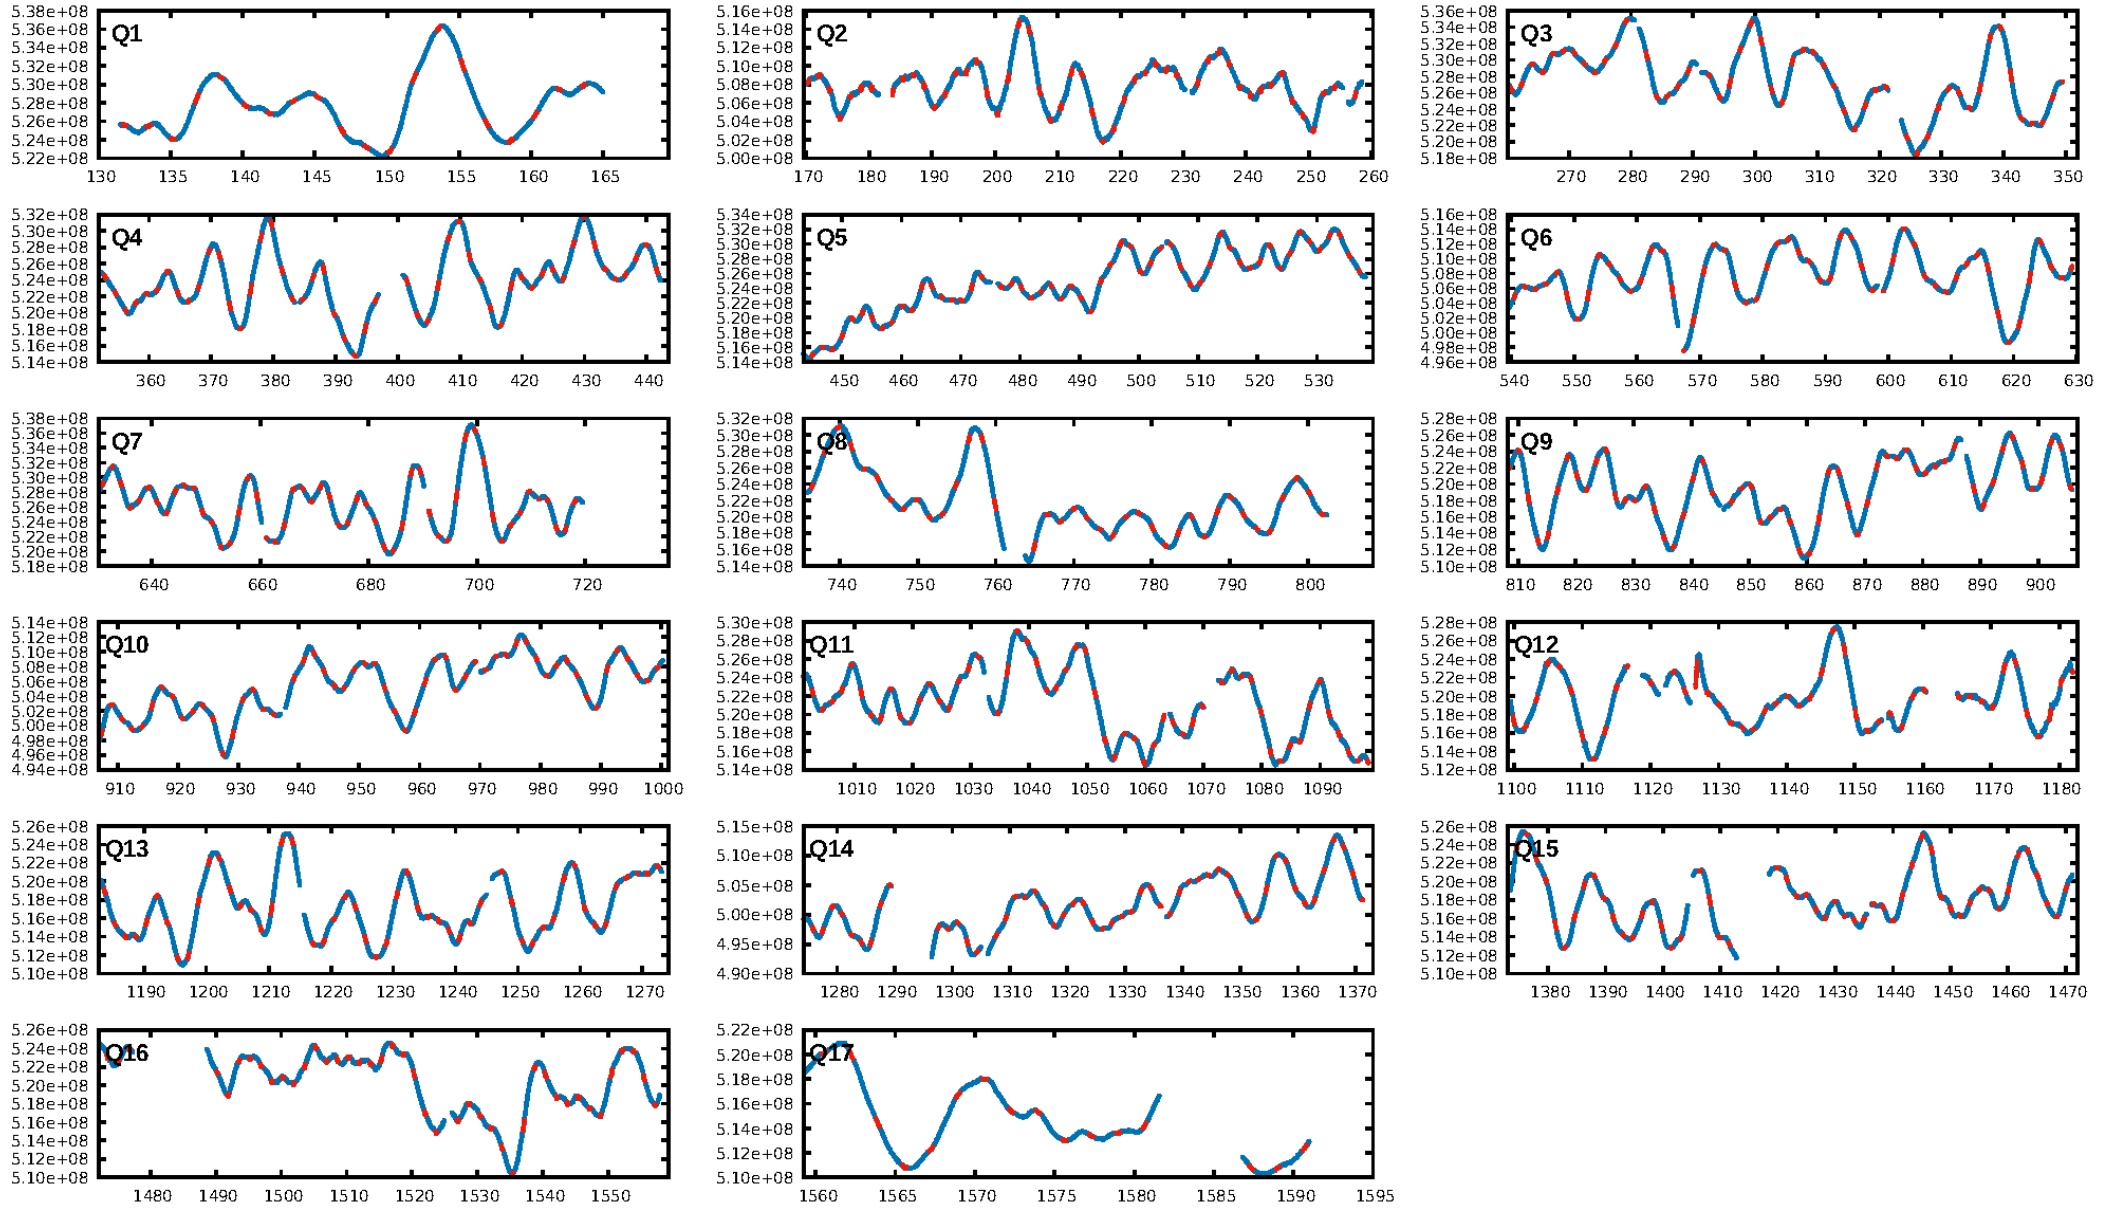 5.38e+08
5.36e+08
5.34e+08
5.32e+08
5.30e+08
5.28e+08
5.26e+08
5.24e+08
5.22e+08
Q1
130 135 140 145 150 155 160 165
5.16e+08
5.14e+08
5.12e+08
5.10e+08
5.08e+08
5.06e+08
5.04e+08
5.02e+08
5.00e+08
Q2
170 180 190 200 210 220 230 240 250 260
5.36e+08
5.34e+08
5.32e+08
5.30e+08
5.28e+08
5.26e+08
5.24e+08
5.22e+08
5.20e+08
5.18e+08
Q3
270 280 290 300 310 320 330 340 350
5.32e+08
5.30e+08
5.28e+08
5.26e+08
5.24e+08
5.22e+08
5.20e+08
5.18e+08
5.16e+08
5.14e+08
Q4
360 370 380 390 400 410 420 430 440
5.34e+08
5.32e+08
5.30e+08
5.28e+08
5.26e+08
5.24e+08
5.22e+08
5.20e+08
5.18e+08
5.16e+08
5.14e+08
Q5
450 460 470 480 490 500 510 520 530
5.16e+08
5.14e+08
5.12e+08
5.10e+08
5.08e+08
5.06e+08
5.04e+08
5.02e+08
5.00e+08
4.98e+08
4.96e+08
Q6
540 550 560 570 580 590 600 610 620 630
5.38e+08
5.36e+08
5.34e+08
5.32e+08
5.30e+08
5.28e+08
5.26e+08
5.24e+08
5.22e+08
5.20e+08
5.18e+08
Q7
640 660 680 700 720
5.32e+08
5.30e+08
5.28e+08
5.26e+08
5.24e+08
5.22e+08
5.20e+08
5.18e+08
5.16e+08
5.14e+08
Q8
740 750 760 770 780 790 800
5.28e+08
5.26e+08
5.24e+08
5.22e+08
5.20e+08
5.18e+08
5.16e+08
5.14e+08
5.12e+08
5.10e+08
Q9
810 820 830 840 850 860 870 880 890 900
5.14e+08
5.12e+08
5.10e+08
5.08e+08
5.06e+08
5.04e+08
5.02e+08
5.00e+08
4.98e+08
4.96e+08
4.94e+08
Q10
910 920 930 940 950 960 970 980 990 1000
5.30e+08
5.28e+08
5.26e+08
5.24e+08
5.22e+08
5.20e+08
5.18e+08
5.16e+08
5.14e+08
Q11
1010 1020 1030 1040 1050 1060 1070 1080 1090
5.28e+08
5.26e+08
5.24e+08
5.22e+08
5.20e+08
5.18e+08
5.16e+08
5.14e+08
5.12e+08
Q12
1100 1110 1120 1130 1140 1150 1160 1170 1180
5.26e+08
5.24e+08
5.22e+08
5.20e+08
5.18e+08
5.16e+08
5.14e+08
5.12e+08
5.10e+08
Q13
1190 1200 1210 1220 1230 1240 1250 1260 1270
5.15e+08
5.10e+08
5.05e+08
5.00e+08
4.95e+08
4.90e+08
Q14
1280 1290 1300 1310 1320 1330 1340 1350 1360 1370
5.26e+08
5.24e+08
5.22e+08
5.20e+08
5.18e+08
5.16e+08
5.14e+08
5.12e+08
5.10e+08
Q15
1380 1390 1400 1410 1420 1430 1440 1450 1460 1470
5.26e+08
5.24e+08
5.22e+08
5.20e+08
5.18e+08
5.16e+08
5.14e+08
5.12e+08
5.10e+08
Q16
1480 1490 1500 1510 1520 1530 1540 1550
5.22e+08
5.20e+08
5.18e+08
5.16e+08
5.14e+08
5.12e+08
5.10e+08
Q17
1560 1565 1570 1575 1580 1585 1590 1595